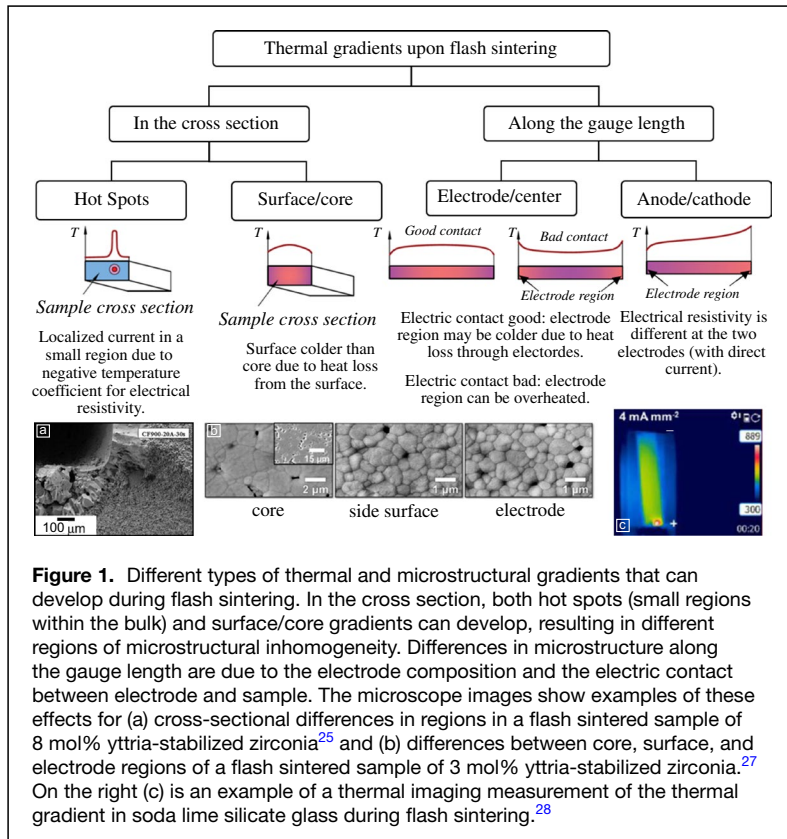 Thermal gradients upon flash sintering
In the cross section
Along the gauge length
Hot Spots
Surface/core
Electrode/center
Anode/cathode
T
Sample cross section
Localized current in a
small region due to
negative temperature
coefficient for electrical
resistivity.
T
Sample cross section
Surface colder than
core due to heat loss
from the surface.
T
Good contact
T
Bad contact
Electrode region
Electric contact good: electrode
region may be colder due to heat
loss through electordes.
Electric contact bad: electrode
region can be overheated.
T
Electrode region
Electrical resistivity is
different at the two
electrodes (with direct
current).
a
CF900-20A-30s
100 μm
b
15 μm
2 μm
1 μm
1 μm
core
side surface
electrode
4 mA mm-2
889
300
00:20
−
+
c
Figure 1. Different types of thermal and microstructural gradients that can
develop during flash sintering. In the cross section, both hot spots (small regions
within the bulk) and surface/core gradients can develop, resulting in different
regions of microstructural inhomogeneity. Differences in microstructure along
the gauge length are due to the electrode composition and the electric contact
between electrode and sample. The microscope images show examples of these
effects for (a) cross-sectional differences in regions in a flash sintered sample of
8 mol% yttria-stabilized zirconia25 and (b) differences between core, surface, and
electrode regions of a flash sintered sample of 3 mol% yttria-stabilized zirconia.27
On the right (c) is an example of a thermal imaging measurement of the thermal
gradient in soda lime silicate glass during flash sintering.28